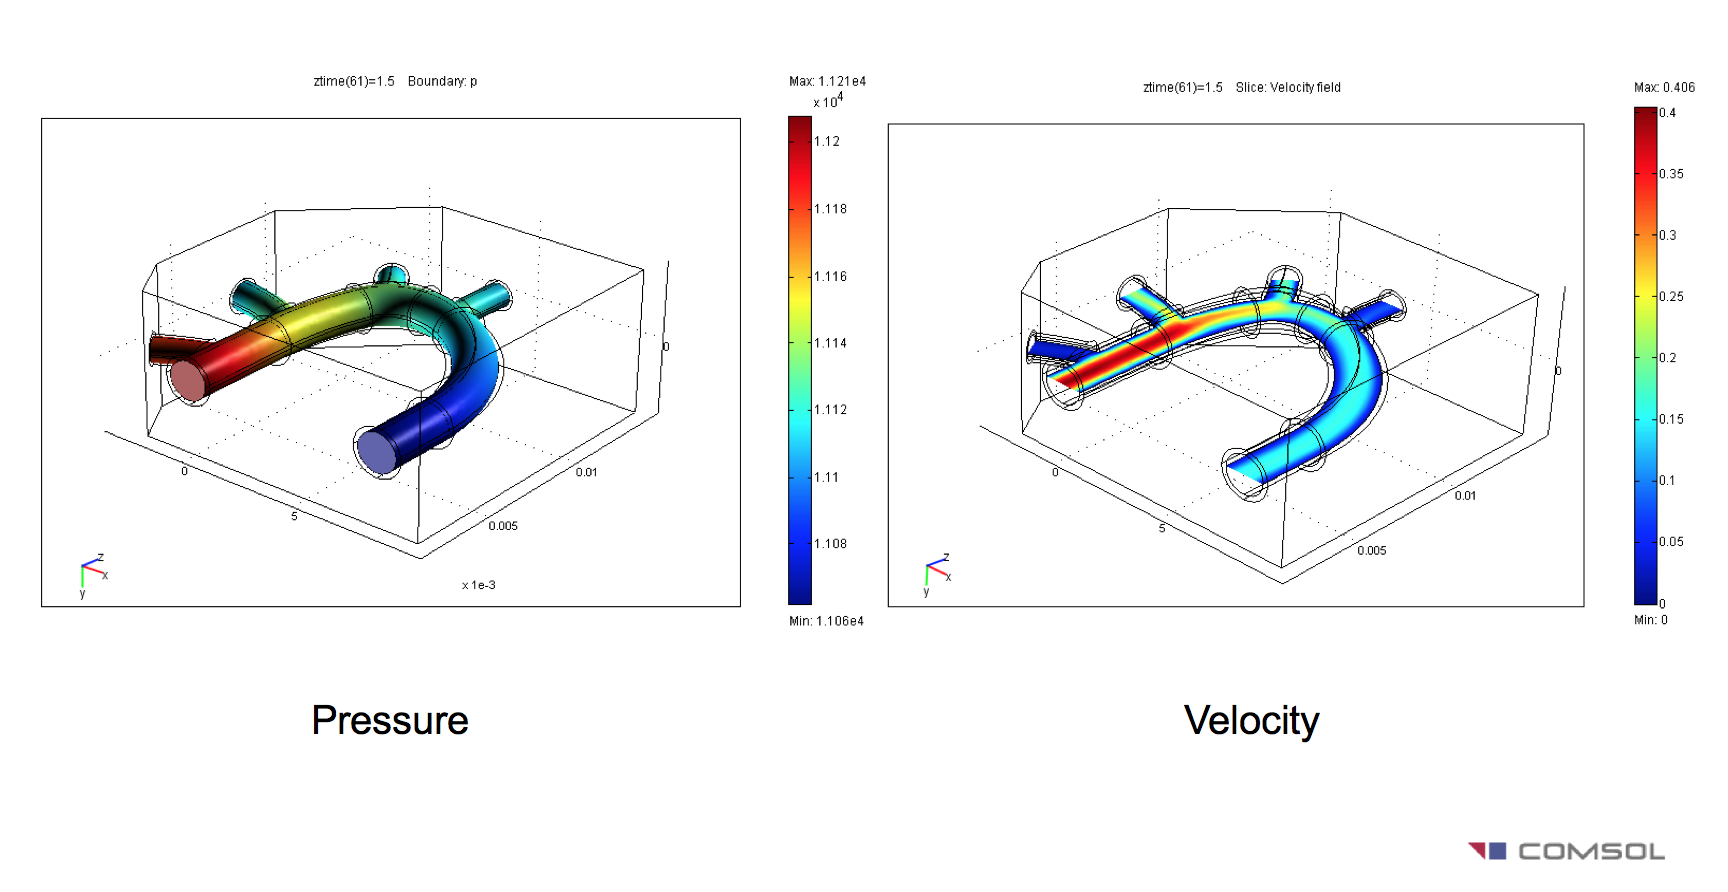 ztime(61)=1.5 Boundary: p
Max: 1.121e4
x 10^4
1.12
1.118
1.116
1.114
1.112
1.11
1.108
Min: 1.106e4
0
5
x 1e-3
0.005
0.01
0
z
x
y
ztime(61)=1.5 Slice: Velocity field
Max: 0.406
0.4
0.35
0.3
0.25
0.2
0.15
0.1
0.05
0
Min: 0
0
5
0.005
0.01
0
z
x
y
Pressure
Velocity
COMSOL